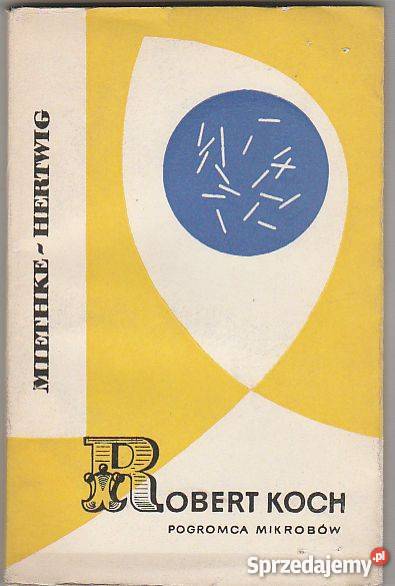 MIETHKE - HERTWIG
ROBERT KOCH
POGROMCA MIKROBÓW
Sprzedajemy.pl